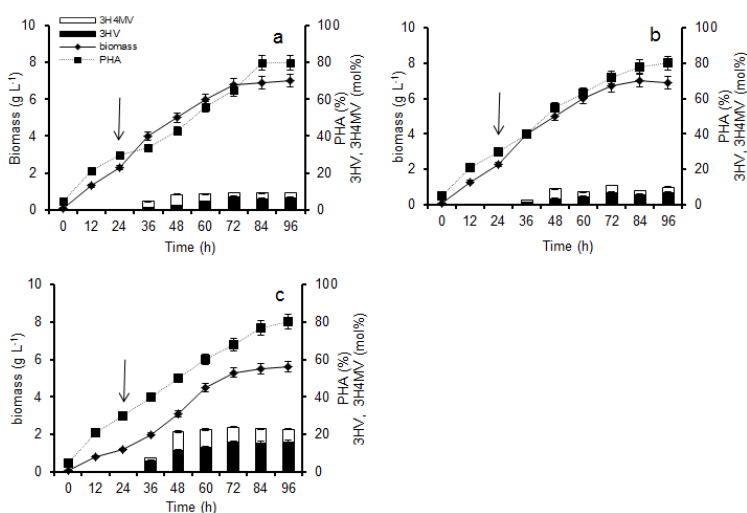 3H4MV
3HV
biomass
PHA
a
10
8
6
4
2
0
Biomass (g L-1)
100
80
60
40
20
0
PHA (%)
3HV, 3H4MV (mol%)
0 12 24 36 48 60 72 84 96
Time (h)
b
10
8
6
4
2
0
Biomass (g L-1)
100
80
60
40
20
0
PHA (%)
3HV, 3H4MV (mol%)
0 12 24 36 48 60 72 84 96
Time (h)
c
10
8
6
4
2
0
biomass (g L-1)
100
80
60
40
20
0
PHA (%)
3HV, 3H4MV (mol%)
0 12 24 36 48 60 72 84 96
Time (h)